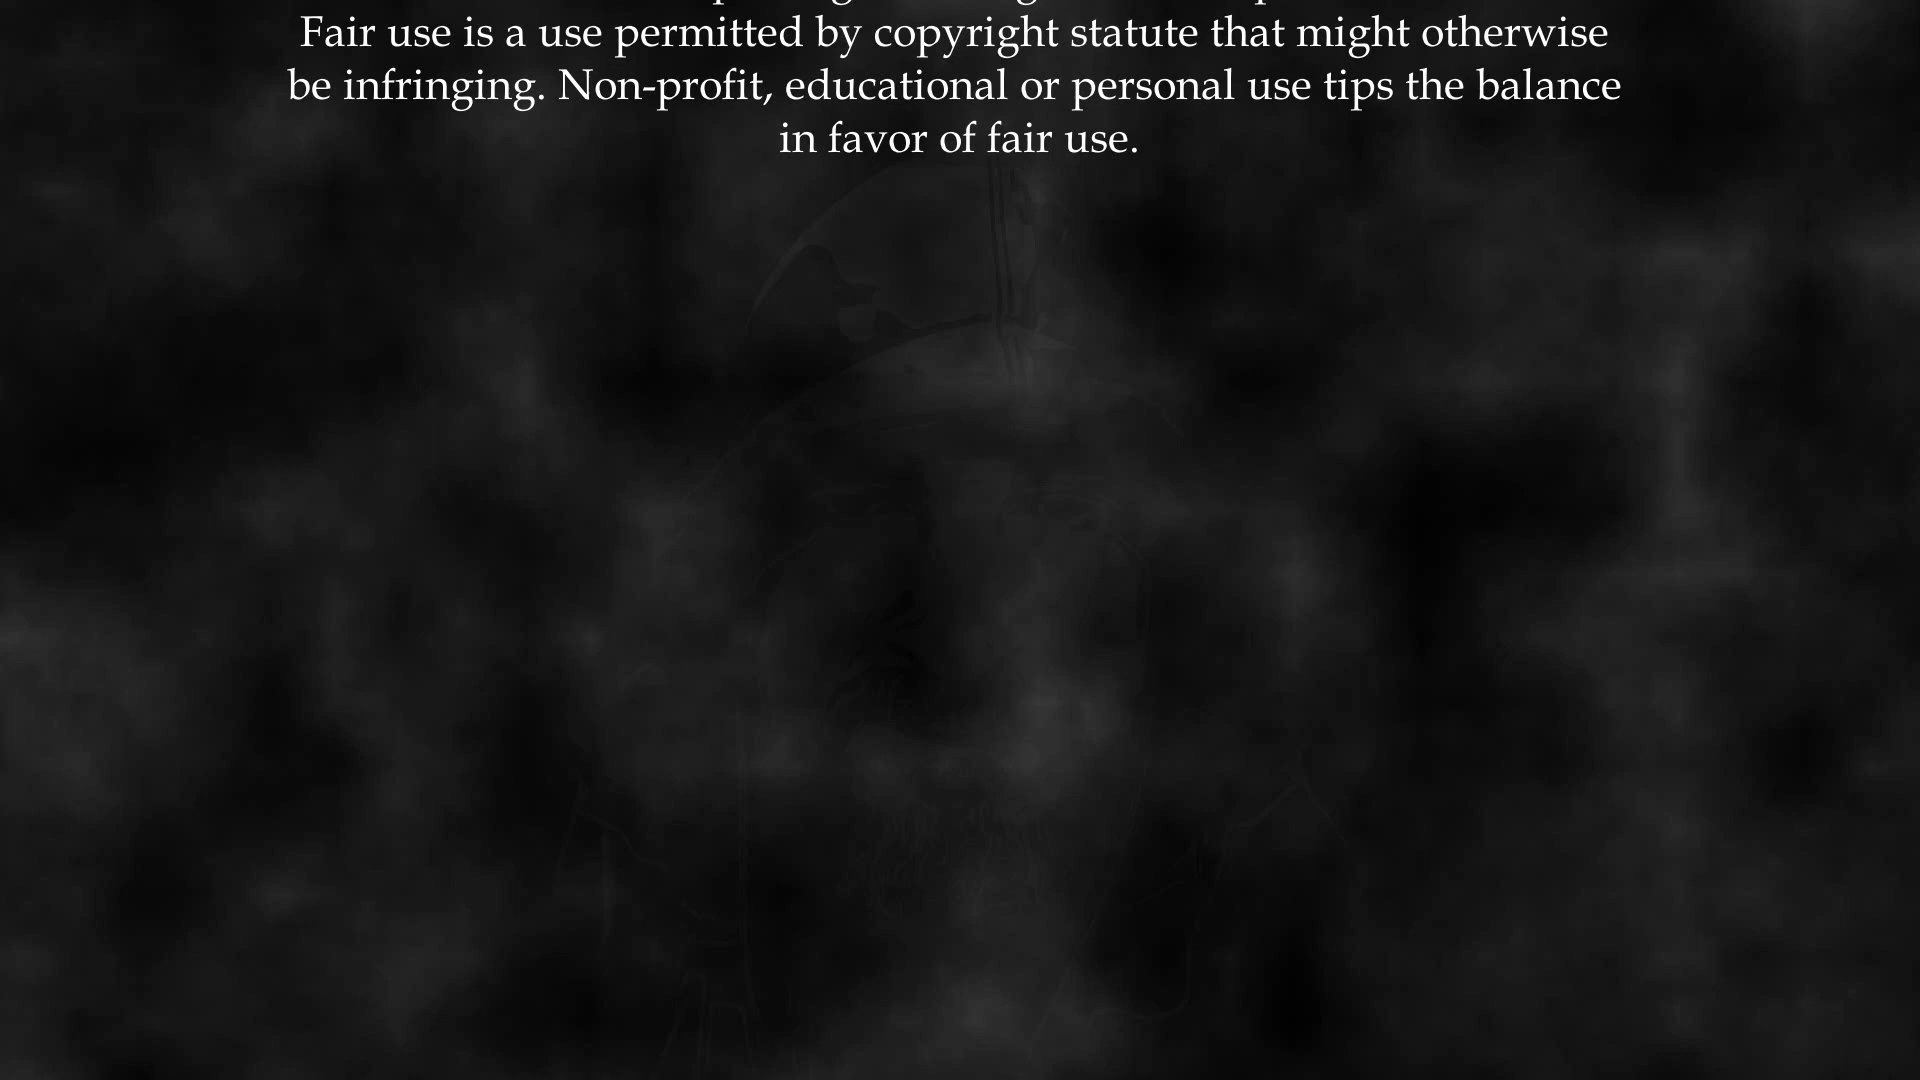 Fair use is a use permitted by copyright statute that might otherwise
be infringing. Non-profit, educational or personal use tips the balance
in favor of fair use.